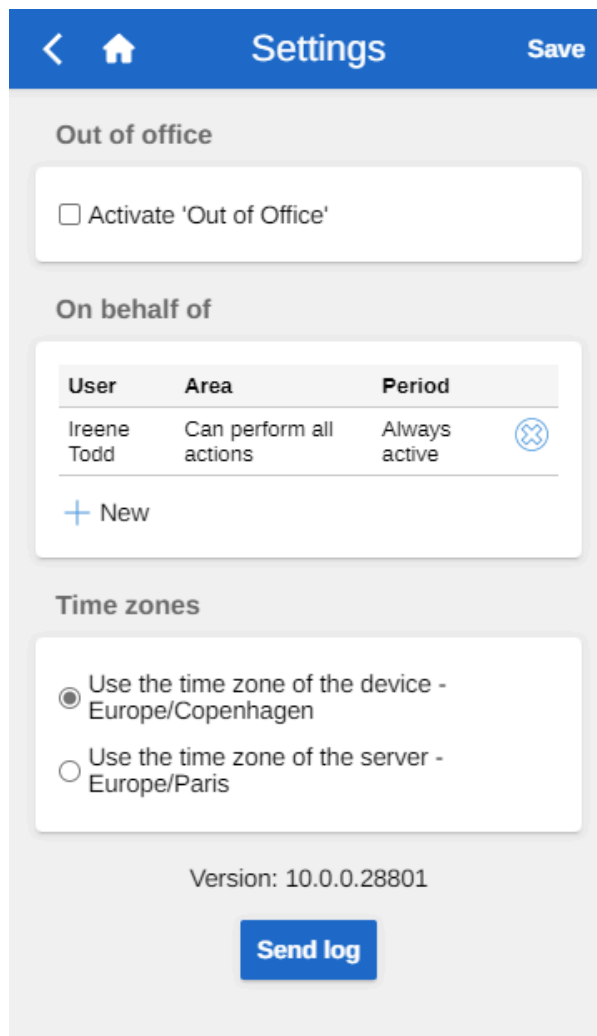 Settings Save
Out of office
Activate 'Out of Office'
On behalf of
User Area Period
Ireene Can perform all Always
Todd actions active
New
Time zones
Use the time zone of the device -
Europe/Copenhagen
Use the time zone of the server -
Europe/Paris
Version: 10.0.0.28801
Send log